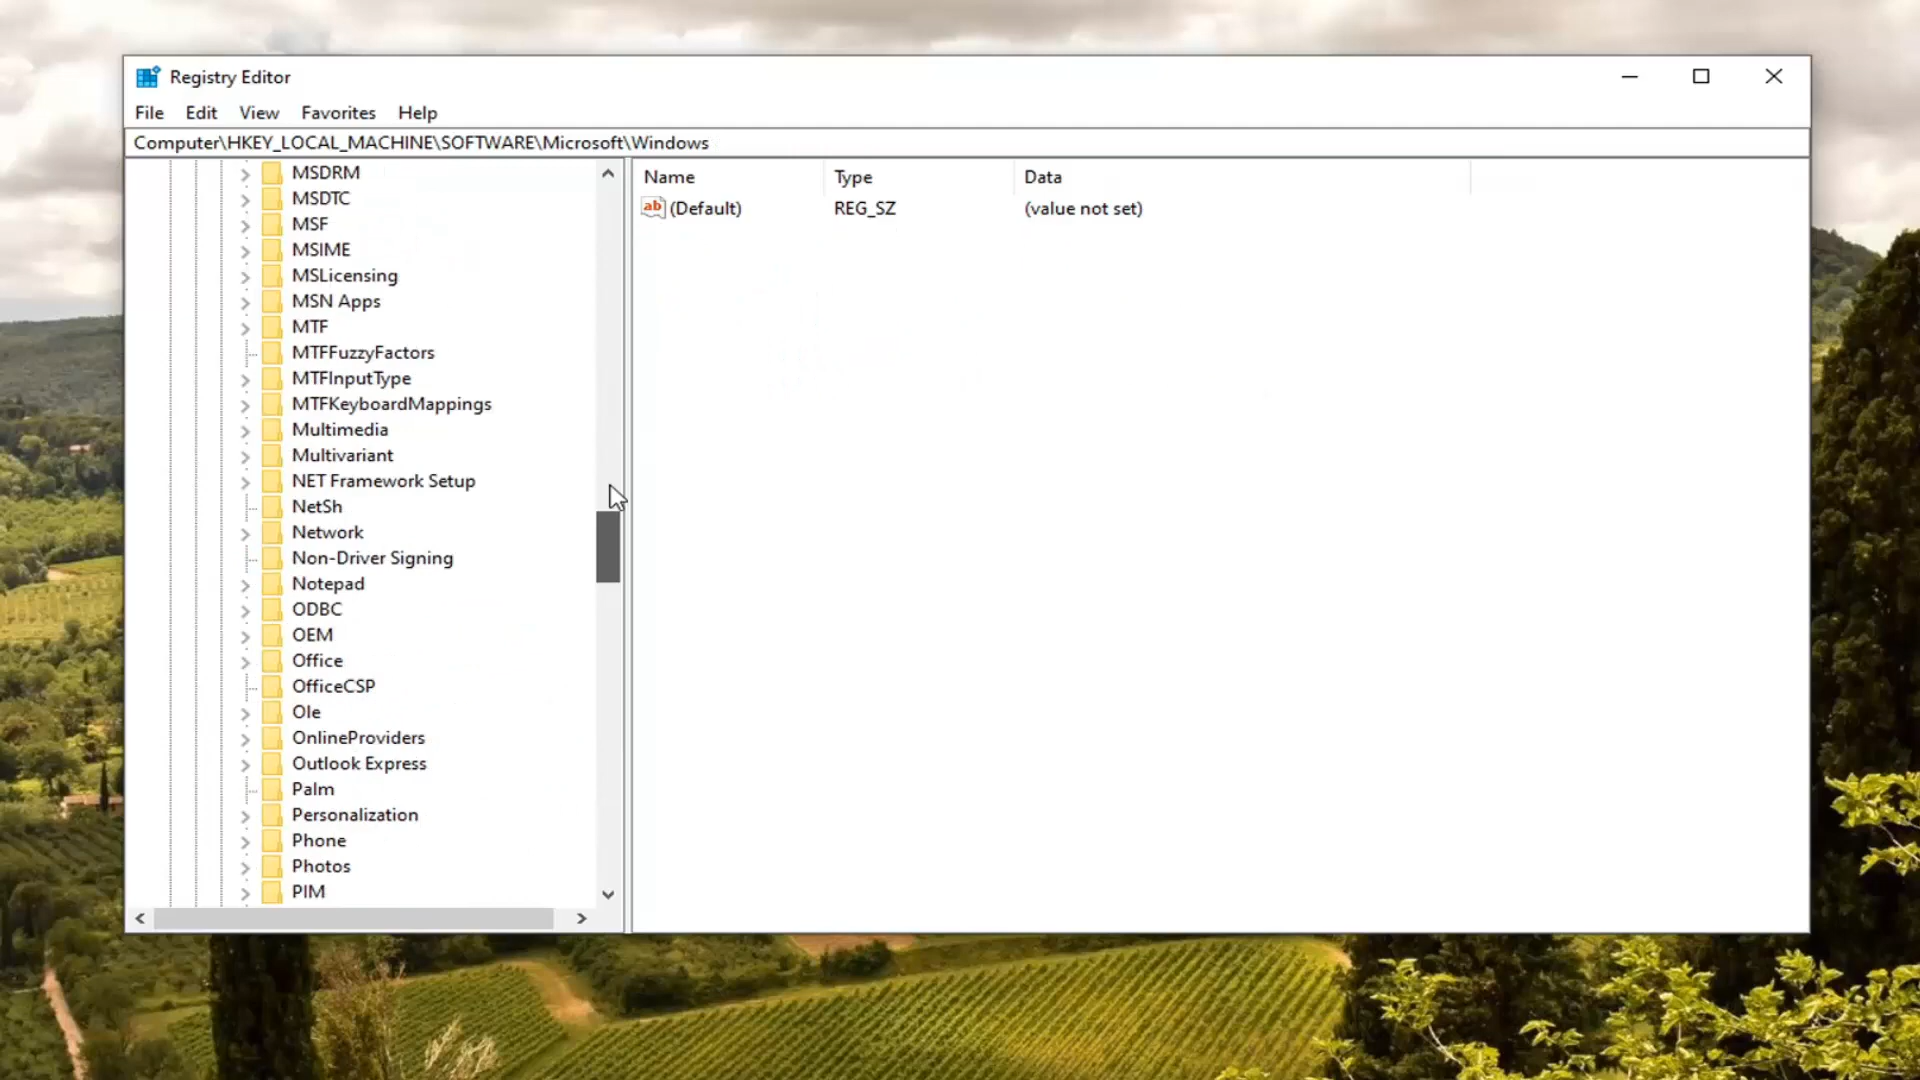 Registry Editor
File Edit View Favorites Help
Computer\HKEY_LOCAL_MACHINE\SOFTWARE\Microsoft\Windows
MSDRM
MSDTC
MSF
MSIME
MSLicensing
MSN Apps
MTF
MTFFuzzyFactors
MTFInputType
MTFKeyboardMappings
Multimedia
Multivariant
NET Framework Setup
NetSh
Network
Non-Driver Signing
Notepad
ODBC
OEM
Office
OfficeCSP
Ole
OnlineProviders
Outlook Express
Palm
Personalization
Phone
Photos
PIM
Name Type Data
ab (Default) REG_SZ (value not set)